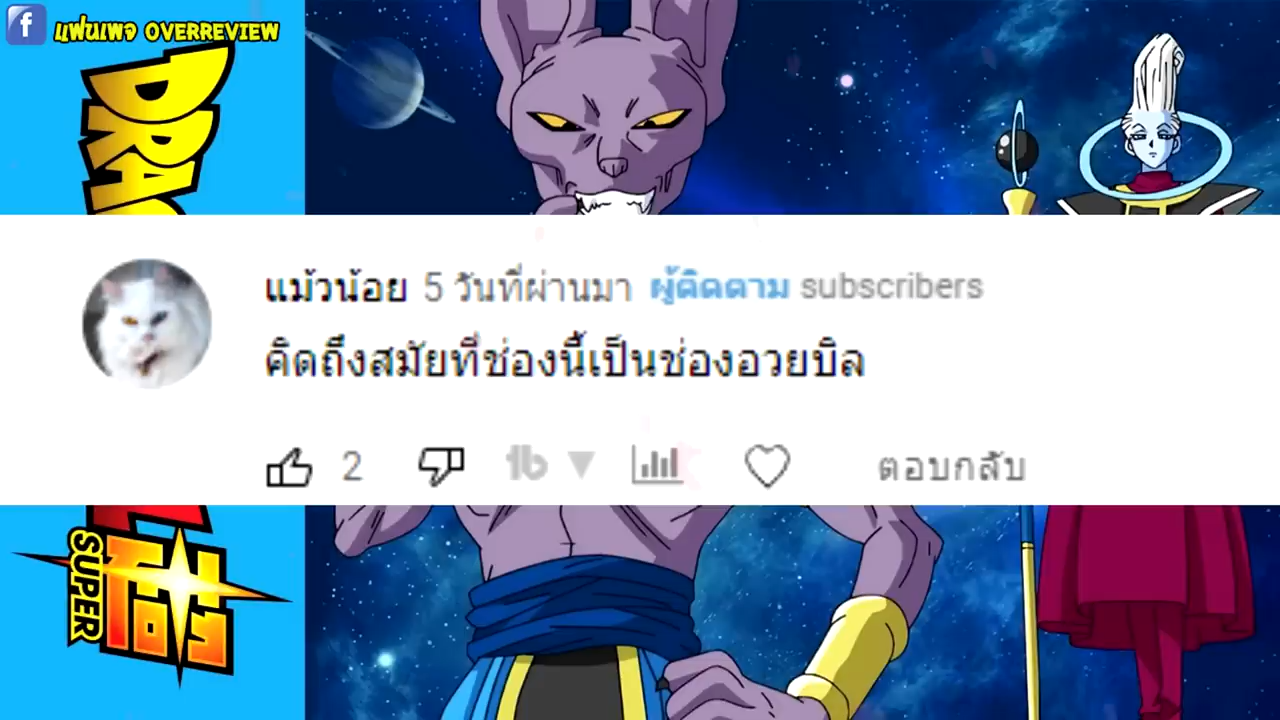 แฟนเพจ OVERREVIEW
DRA
แม้วน้อย 5 วันที่ผ่านมา ผู้ติดตาม subscribers
คิดถึงสมัยที่ช่องนี้เป็นช่องอวยบิล
2
ตอบกลับ
SUPER